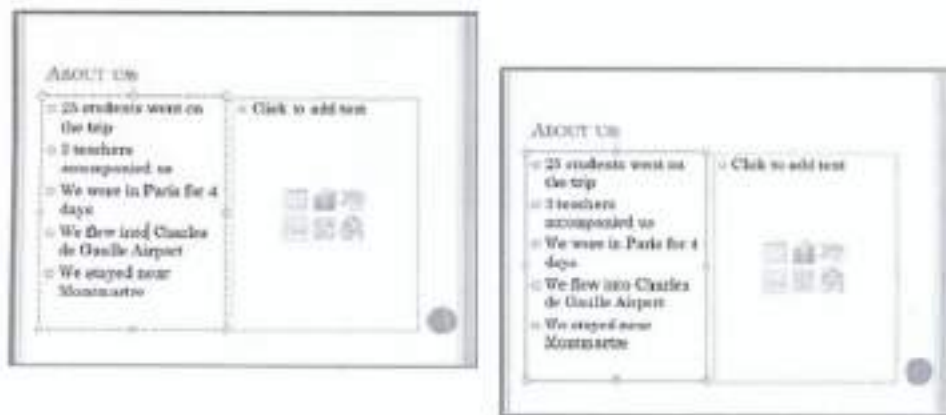 ABOUT US
25 students went on
the trip
3 teachers
accompanied us
We were in Paris for 4
days
We flew into Charles
de Gaulle Airport
We stayed near
Montmartre
Click to add text
ABOUT US
25 students went on
the trip
3 teachers
accompanied us
We were in Paris for 4
days
We flew into Charles
de Gaulle Airport
We stayed near
Montmartre
Click to add text